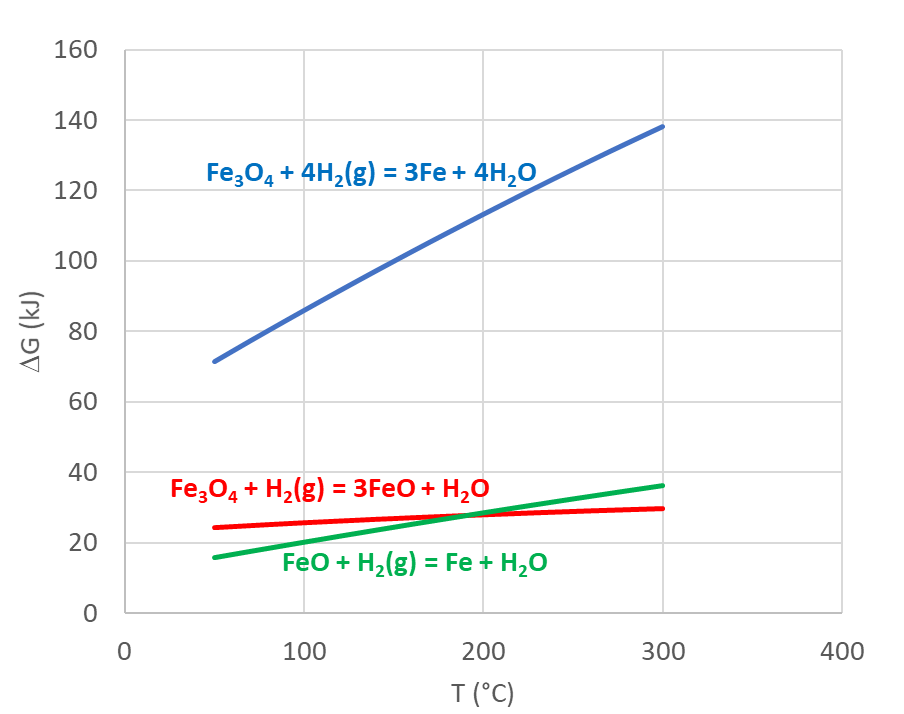 160
140
Fe₃O₄ + 4H₂(g) = 3Fe + 4H₂O
120
100
ΔG (kJ)
80
60
40
Fe₃O₄ + H₂(g) = 3FeO + H₂O
20
FeO + H₂(g) = Fe + H₂O
0
0 100 200 300 400
T (°C)